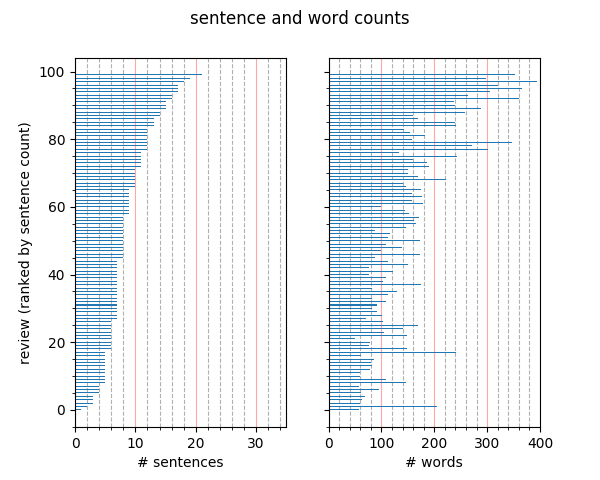 sentence and word counts
review (ranked by sentence count)
100
80
60
40
20
0
0 10 20 30
# sentences
0 100 200 300 400
# words